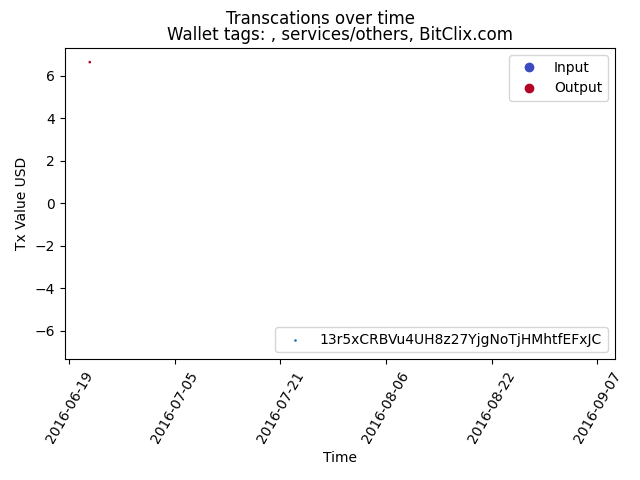 Transcations over time
Wallet tags: , services/others, BitClix.com
Input
Output
Tx Value USD
6
4
2
0
−2
−4
−6
13r5xCRBVu4UH8z27YjgNoTjHMhtfEFxJC
2016-06-19
2016-07-05
2016-07-21
2016-08-06
2016-08-22
2016-09-07
Time